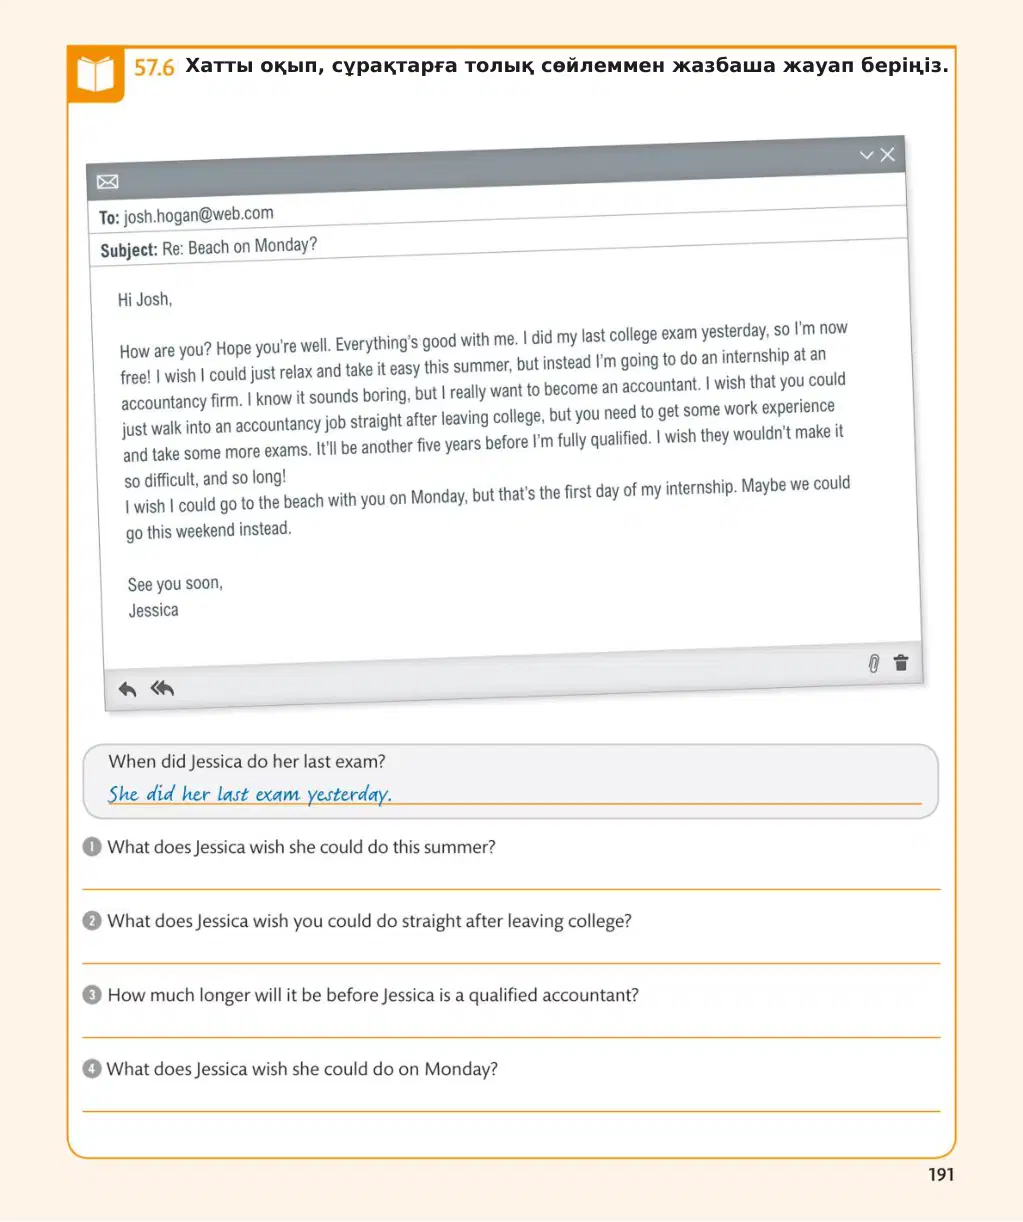 57.6 Хатты оқып, сұрақтарға толық сөйлеммен жазбаша жауап беріңіз.
To: josh.hogan@web.com
Subject: Re: Beach on Monday?
Hi Josh,
How are you? Hope you're well. Everything's good with me. I did my last college exam yesterday, so I'm now
free! I wish I could just relax and take it easy this summer, but instead I'm going to do an internship at an
accountancy firm. I know it sounds boring, but I really want to become an accountant. I wish that you could
just walk into an accountancy job straight after leaving college, but you need to get some work experience
and take some more exams. It'll be another five years before I'm fully qualified. I wish they wouldn't make it
so difficult, and so long!
I wish I could go to the beach with you on Monday, but that's the first day of my internship. Maybe we could
go this weekend instead.
See you soon,
Jessica
When did Jessica do her last exam?
She did her last exam yesterday.
1 What does Jessica wish she could do this summer?
2 What does Jessica wish you could do straight after leaving college?
3 How much longer will it be before Jessica is a qualified accountant?
4 What does Jessica wish she could do on Monday?
191